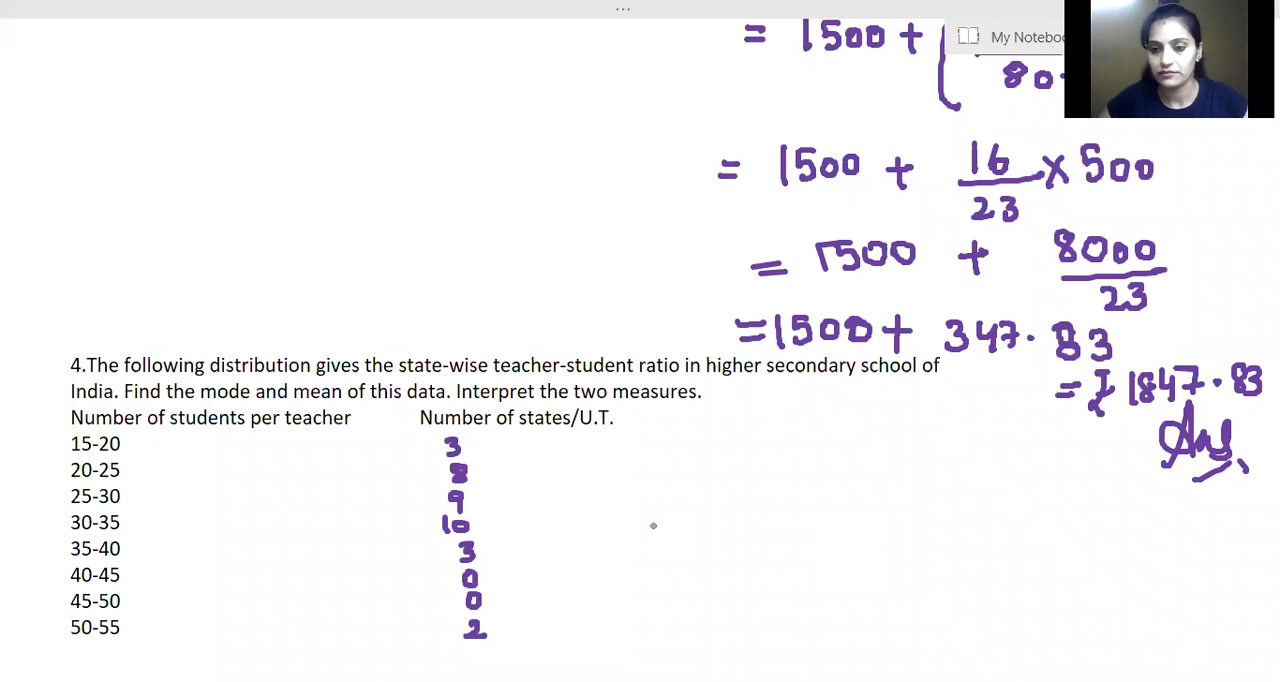 ...
= 1500 +
80
My Notebo
= 1500 + 16/23 × 500
= 1500 + 8000/23
= 1500 + 347.83
= ₹ 1847.83
Ans
4.The following distribution gives the state-wise teacher-student ratio in higher secondary school of
India. Find the mode and mean of this data. Interpret the two measures.
Number of students per teacher Number of states/U.T.
15-20 3
20-25 8
25-30 9
30-35 10
35-40 3
40-45 0
45-50 0
50-55 2